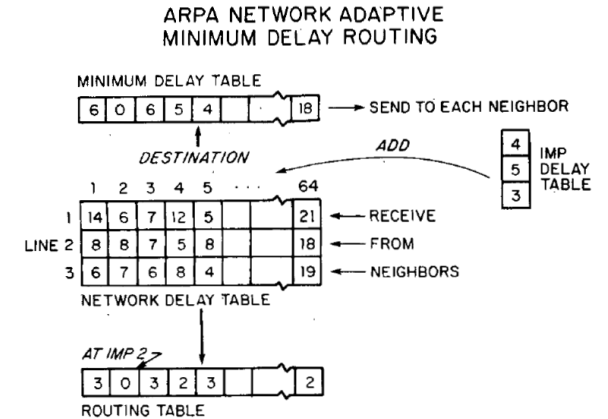 ARPA NETWORK ADAPTIVE
MINIMUM DELAY ROUTING
MINIMUM DELAY TABLE
6 0 6 5 4 18 SEND TO EACH NEIGHBOR
DESTINATION
ADD
4
5
3
IMP
DELAY
TABLE
1 2 3 4 5 ... 64
1 14 6 7 12 5 21 RECEIVE
LINE 2 8 8 7 5 8 18 FROM
3 6 7 6 8 4 19 NEIGHBORS
NETWORK DELAY TABLE
AT IMP 2
3 0 3 2 3 2
ROUTING TABLE